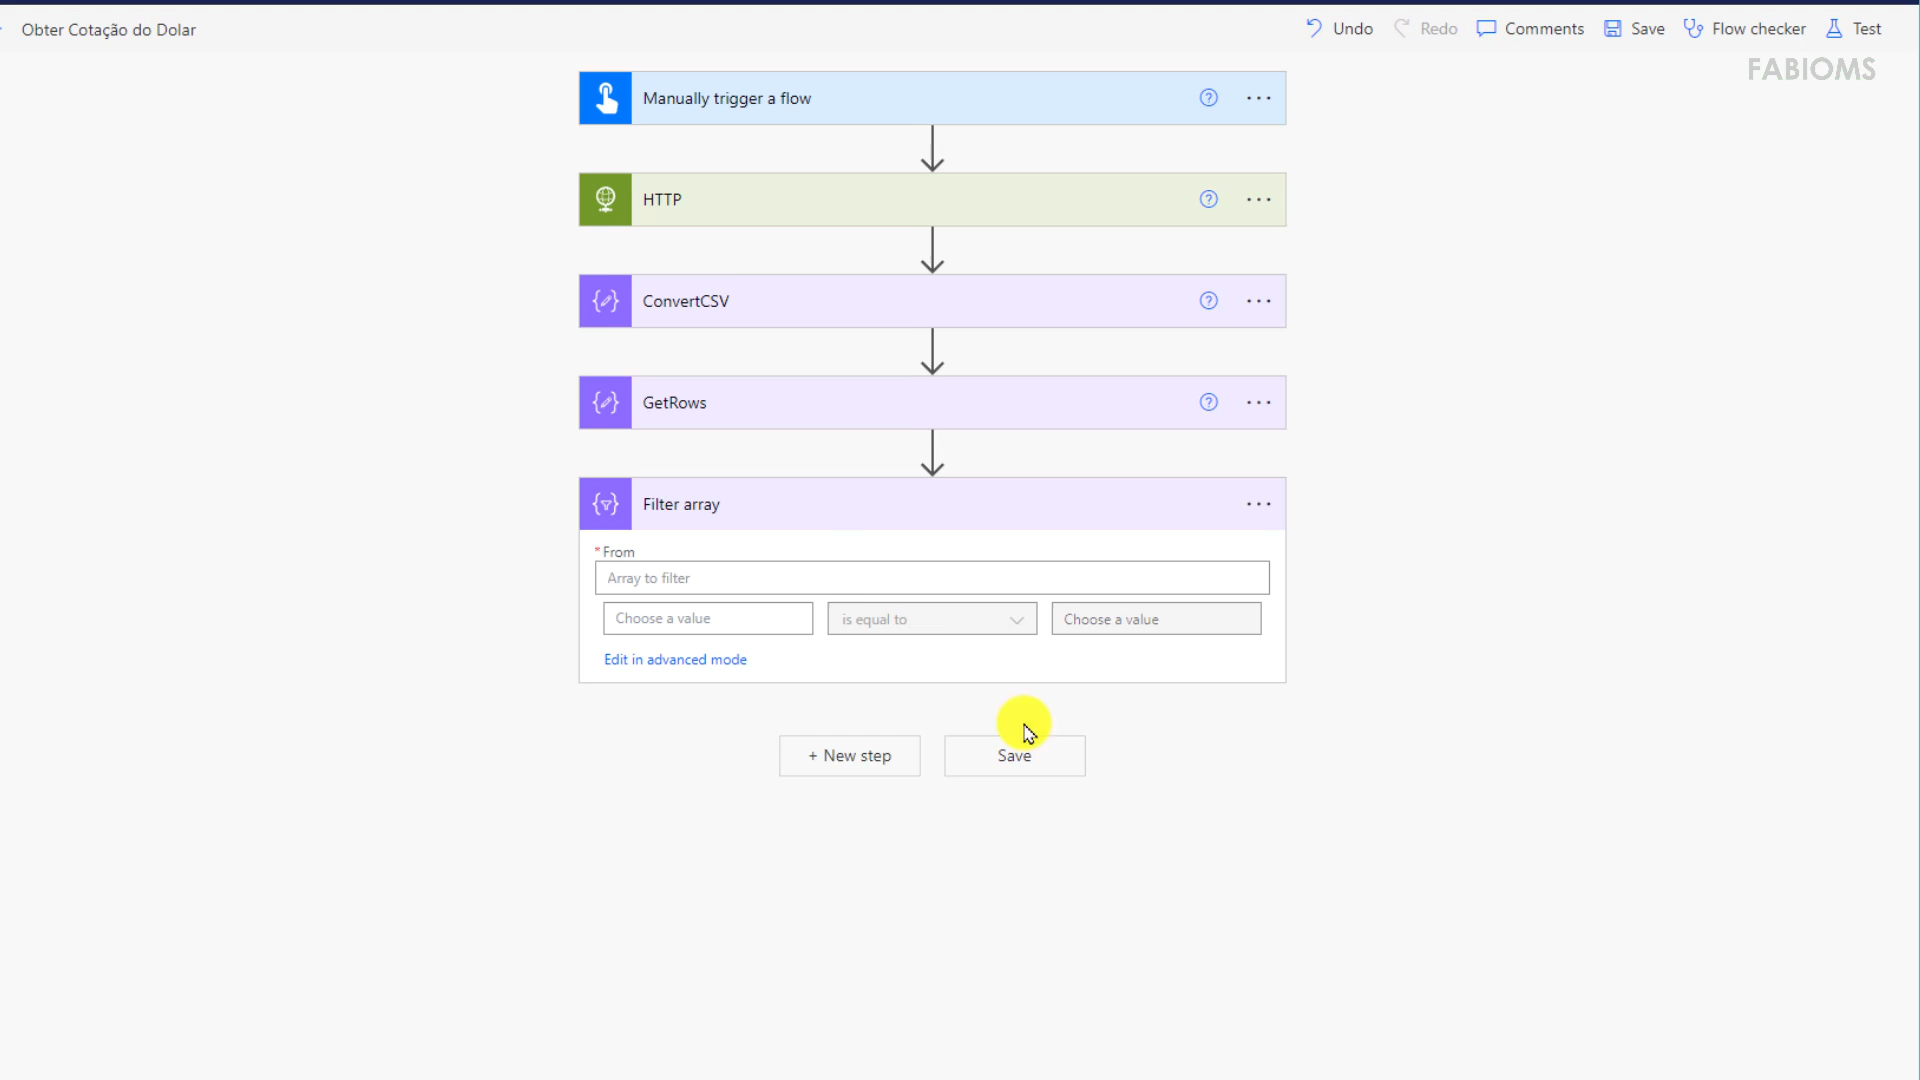 Obter Cotação do Dolar
Undo
Redo
Comments
Save
Flow checker
Test
FABIOMS
Manually trigger a flow
HTTP
ConvertCSV
GetRows
Filter array
* From
Array to filter
Choose a value
is equal to
Choose a value
Edit in advanced mode
+ New step
Save